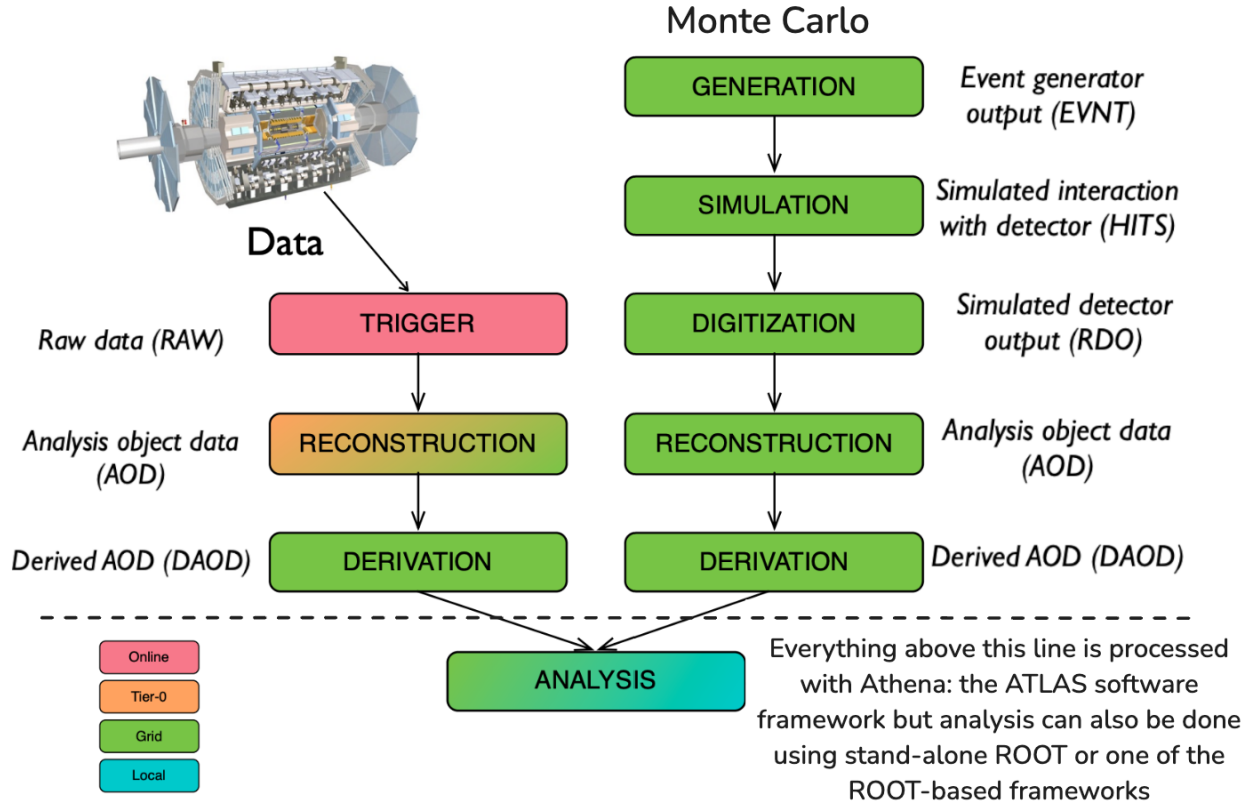 Monte Carlo
GENERATION
Event generator
output (EVNT)
SIMULATION
Simulated interaction
with detector (HITS)
Data
TRIGGER
Raw data (RAW)
DIGITIZATION
Simulated detector
output (RDO)
Analysis object data
(AOD)
RECONSTRUCTION
RECONSTRUCTION
Analysis object data
(AOD)
Derived AOD (DAOD)
DERIVATION
DERIVATION
Derived AOD (DAOD)
Online
Tier-0
Grid
Local
ANALYSIS
Everything above this line is processed
with Athena: the ATLAS software
framework but analysis can also be done
using stand-alone ROOT or one of the
ROOT-based frameworks